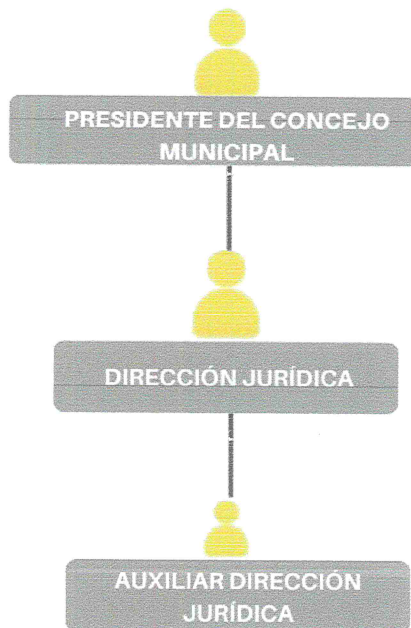 PRESIDENTE DEL CONCEJO
MUNICIPAL
DIRECCIÓN JURÍDICA
AUXILIAR DIRECCIÓN
JURÍDICA